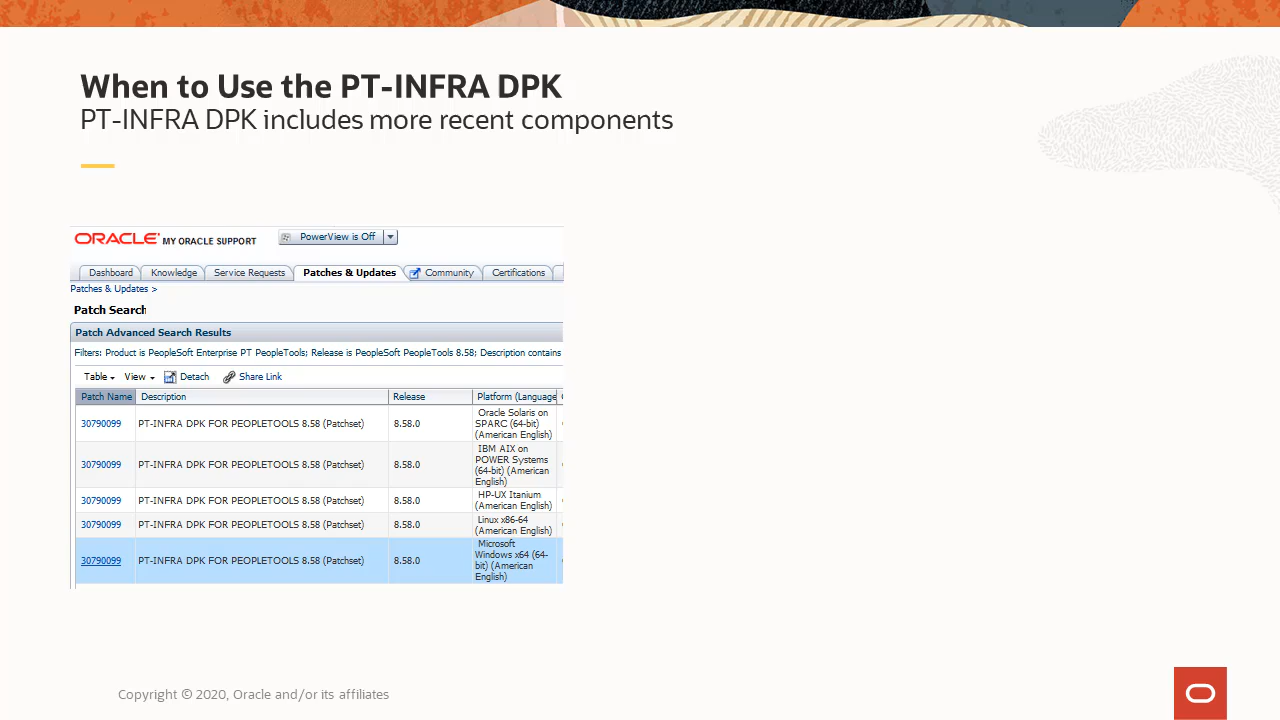 When to Use the PT-INFRA DPK
PT-INFRA DPK includes more recent components
ORACLE' MY ORACLE SUPPORT PowerView is Off
Dashboard Knowledge Service Requests Patches & Updates Community Certifications
Patches & Updates >
Patch Search
Patch Advanced Search Results
Filters: Product is PeopleSoft Enterprise PT PeopleTools; Release is PeopleSoft PeopleTools 8.58; Description contains
Table View Detach Share Link
Patch Name Description Release Platform (Language
30790099 PT-INFRA DPK FOR PEOPLETOOLS 8.58 (Patchset) 8.58.0 Oracle Solaris on
SPARC (64-bit)
(American English)
30790099 PT-INFRA DPK FOR PEOPLETOOLS 8.58 (Patchset) 8.58.0 IBM AIX on
POWER Systems
(64-bit) (American
English)
30790099 PT-INFRA DPK FOR PEOPLETOOLS 8.58 (Patchset) 8.58.0 HP-UX Itanium
(American English)
30790099 PT-INFRA DPK FOR PEOPLETOOLS 8.58 (Patchset) 8.58.0 Linux x86-64
(American English)
30790099 PT-INFRA DPK FOR PEOPLETOOLS 8.58 (Patchset) 8.58.0 Microsoft
Windows x64 (64-
bit) (American
English)
Copyright © 2020, Oracle and/or its affiliates